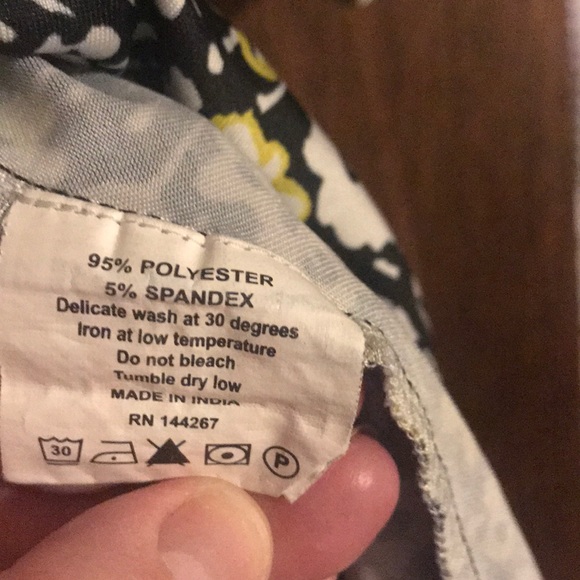 95% POLYESTER
5% SPANDEX
Delicate wash at 30 degrees
Iron at low temperature
Do not bleach
Tumble dry low
MADE IN INDIA
RN 144267
30 P